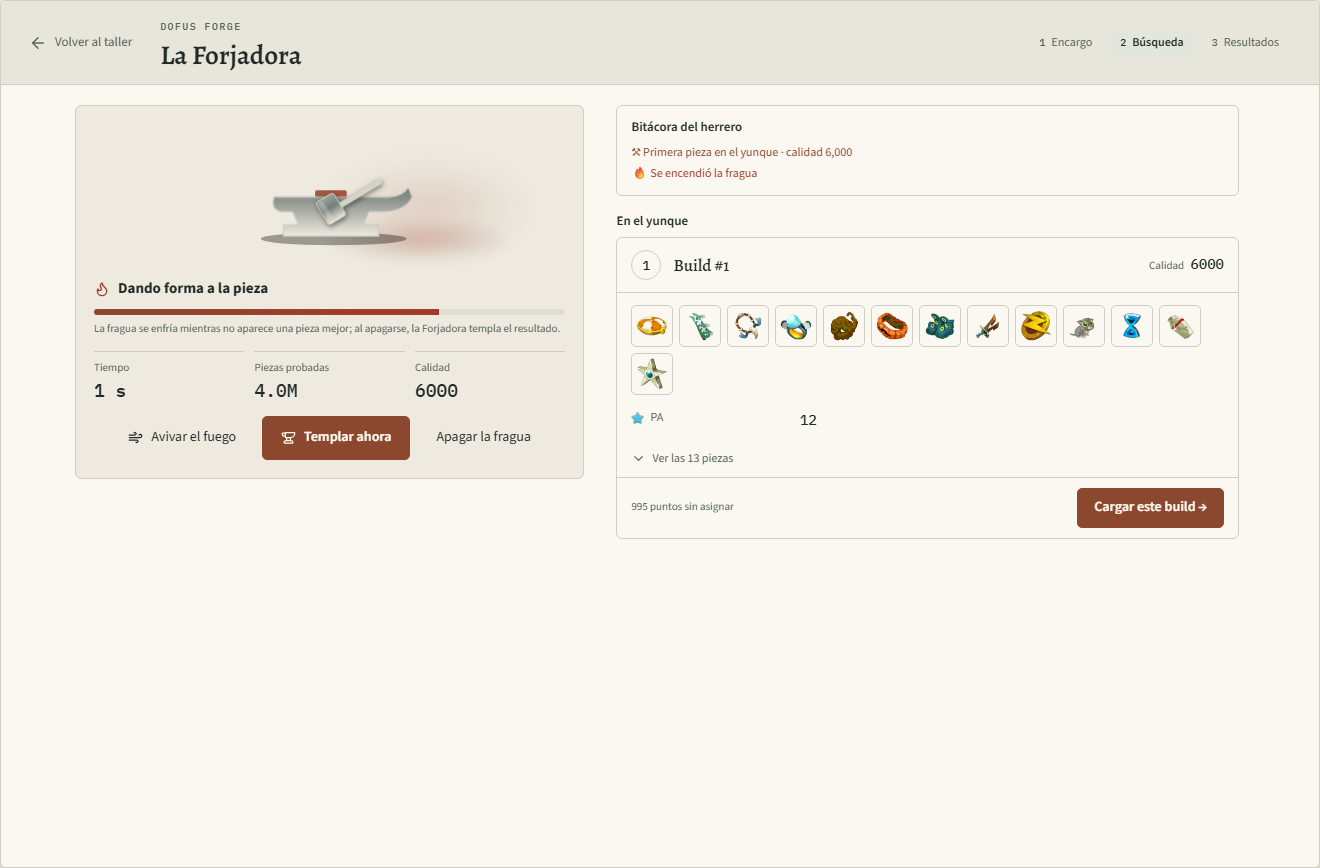 Volver al taller
DOFUS FORGE
La Forjadora
1 Encargo
2 Búsqueda
3 Resultados
Dando forma a la pieza
La fragua se enfría mientras no aparece una pieza mejor; al apagarse, la Forjadora templa el resultado.
Tiempo
1 s
Piezas probadas
4.0M
Calidad
6000
Avivar el fuego
Templar ahora
Apagar la fragua
Bitácora del herrero
Primera pieza en el yunque · calidad 6,000
Se encendió la fragua
En el yunque
1 Build #1
Calidad 6000
PA 12
Ver las 13 piezas
995 puntos sin asignar
Cargar este build →